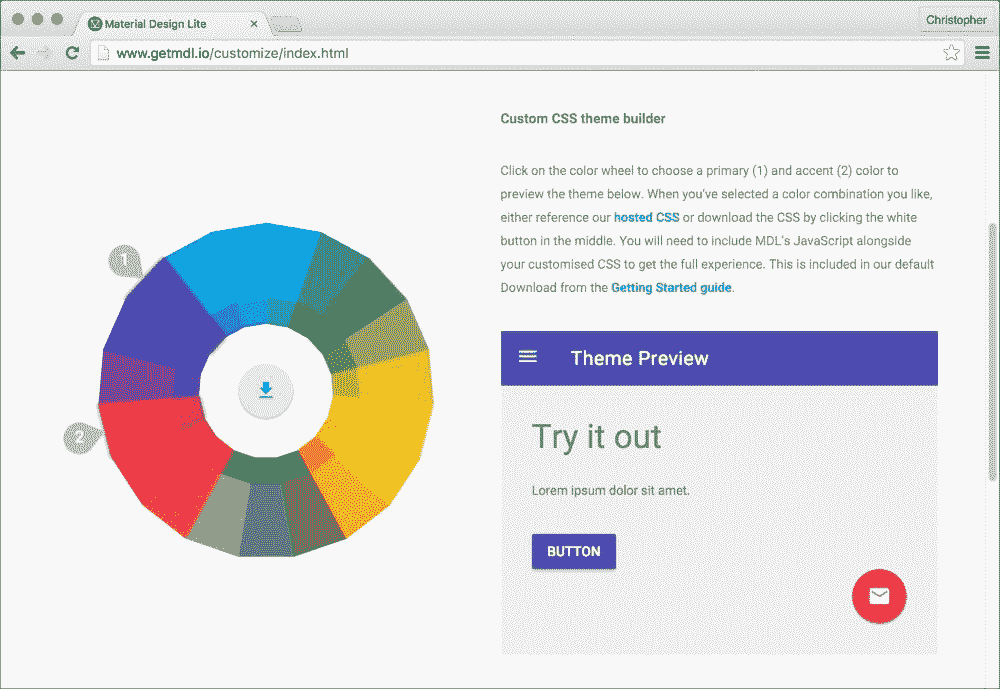 Material Design Lite
Christopher
www.getmdl.io/customize/index.html
Custom CSS theme builder
Click on the color wheel to choose a primary (1) and accent (2) color to
preview the theme below. When you've selected a color combination you like,
either reference our hosted CSS or download the CSS by clicking the white
button in the middle. You will need to include MDL's JavaScript alongside
your customised CSS to get the full experience. This is included in our default
Download from the Getting Started guide.
1
2
Theme Preview
Try it out
Lorem ipsum dolor sit amet.
BUTTON